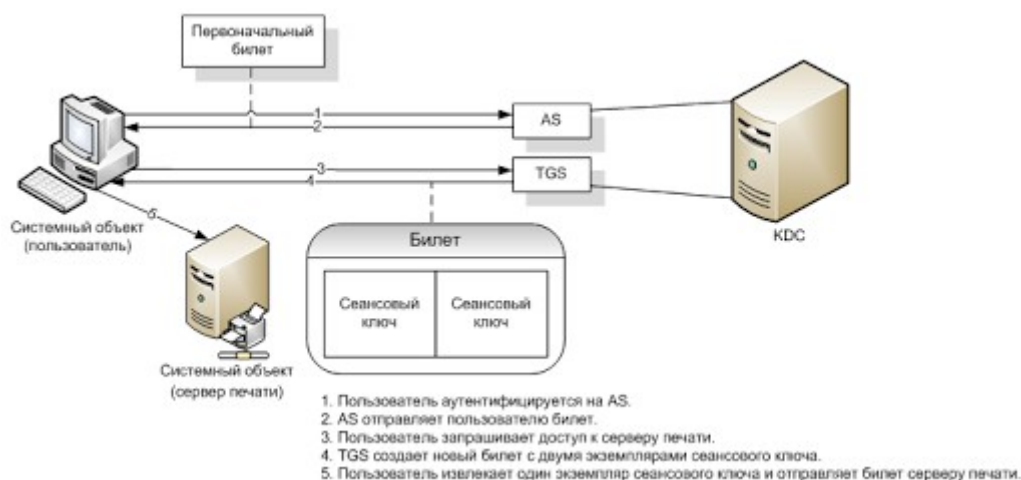 Первоначальный
билет
1
2
AS
3
4
TGS
5
Системный объект
(пользователь)
KDC
Билет
Сеансовый
ключ
Сеансовый
ключ
Системный объект
(сервер печати)
1. Пользователь аутентифицируется на AS.
2. AS отправляет пользователю билет.
3. Пользователь запрашивает доступ к серверу печати.
4. TGS создает новый билет с двумя экземплярами сеансового ключа.
5. Пользователь извлекает один экземпляр сеансового ключа и отправляет билет серверу печати.